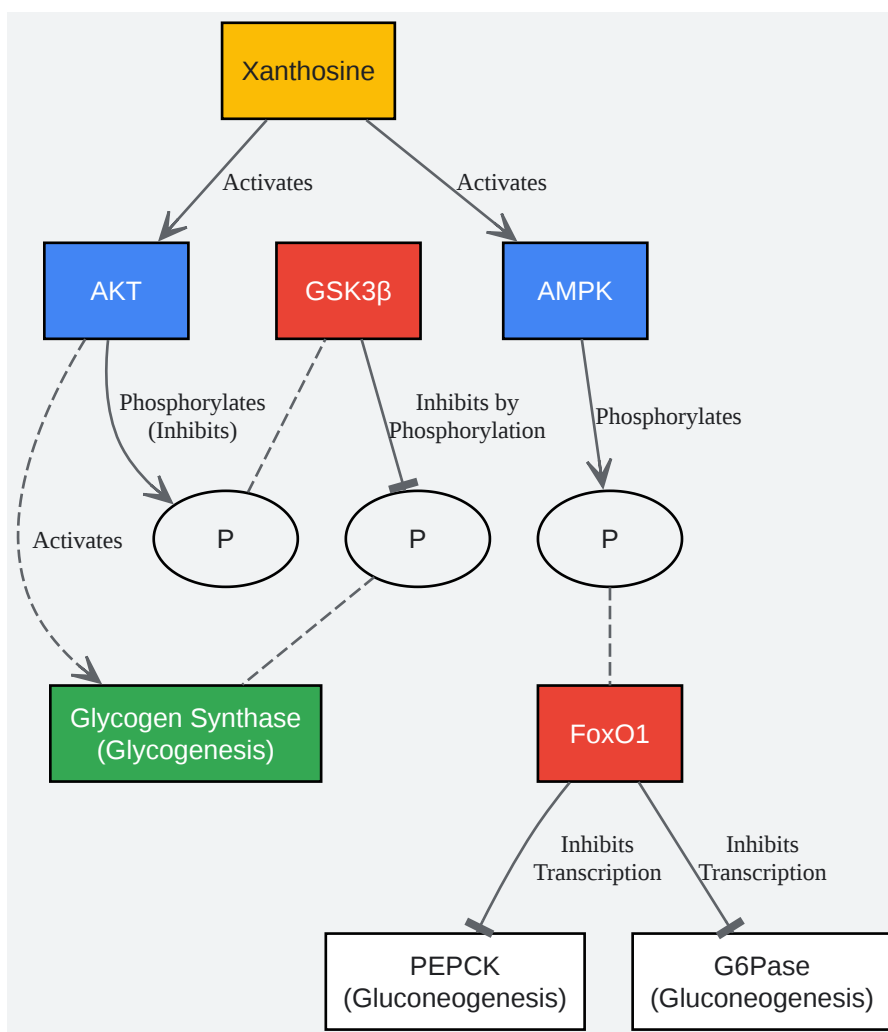 Xanthosine
Activates
Activates
AKT
GSK3β
AMPK
Phosphorylates
(Inhibits)
Inhibits by
Phosphorylation
Phosphorylates
Activates
P
P
P
Glycogen Synthase
(Glycogenesis)
FoxO1
Inhibits
Transcription
Inhibits
Transcription
PEPCK
(Gluconeogenesis)
G6Pase
(Gluconeogenesis)